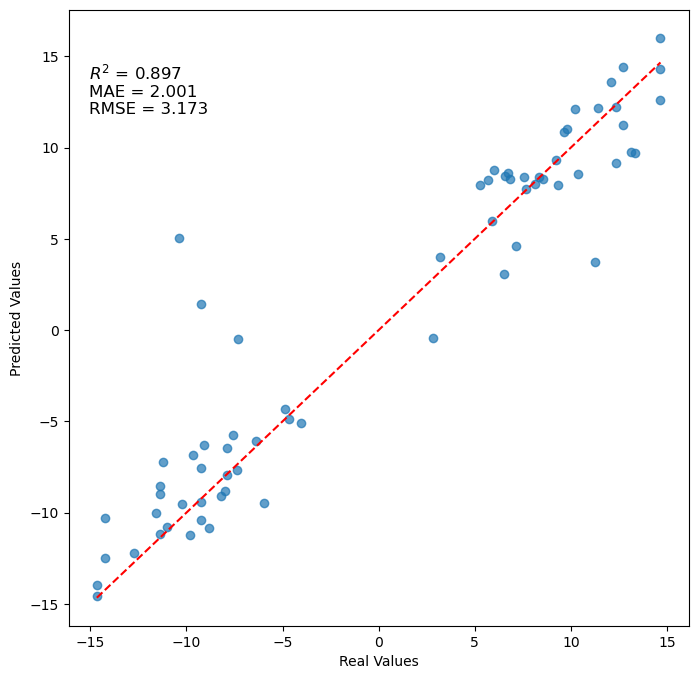 R² = 0.897
MAE = 2.001
RMSE = 3.173
15
10
5
0
−5
−10
−15
Predicted Values
−15 −10 −5 0 5 10 15
Real Values